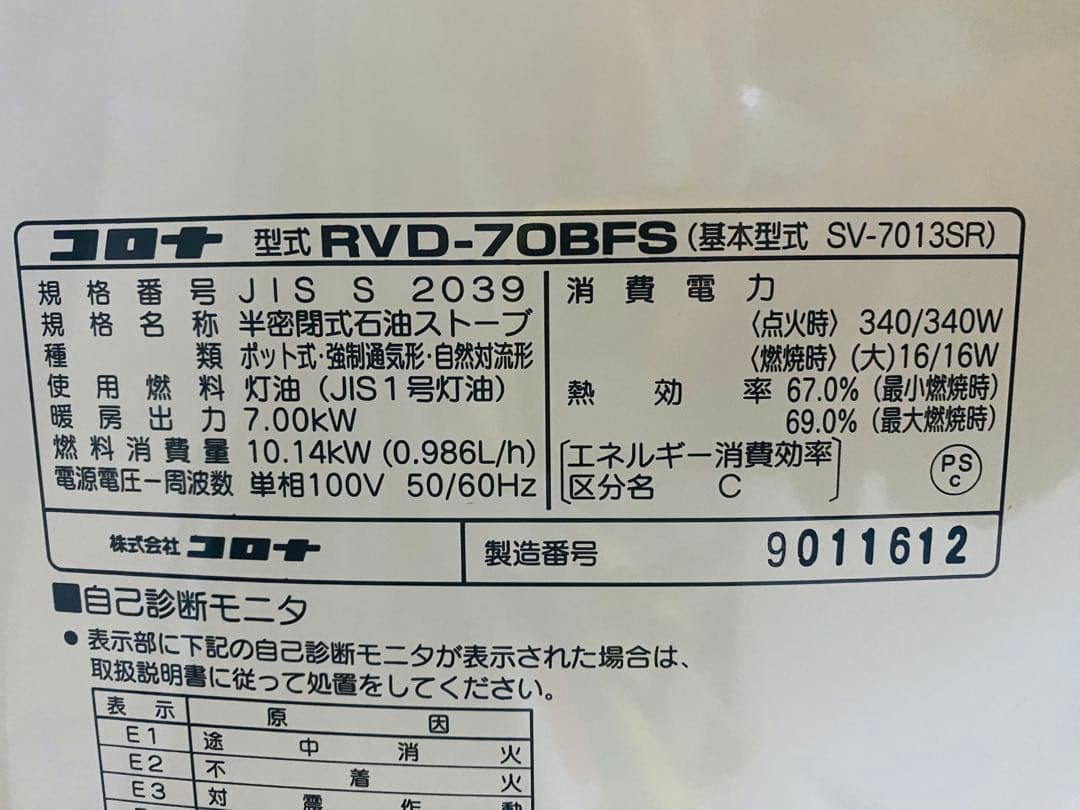 コロナ 型式 RVD-70BFS (基本型式 SV-7013SR)
規格番号 JIS S 2039
規格名称 半密閉式石油ストーブ
種類 ポット式・強制通気形・自然対流形
使用燃料 灯油 (JIS1号灯油)
暖房出力 7.00kW
燃料消費量 10.14kW (0.986L/h)
電源電圧ー周波数 単相100V 50/60Hz
消費電力
〈点火時〉 340/340W
〈燃焼時〉 (大)16/16W
熱効率 67.0% (最小燃焼時)
69.0% (最大燃焼時)
エネルギー消費効率
区分名 C
PS
C
株式会社 コロナ
製造番号 9011612
■自己診断モニタ
● 表示部に下記の自己診断モニタが表示された場合は、
取扱説明書に従って処置をしてください。
表示 原因
E1 途中消火
E2 不着火
E3 対震作動